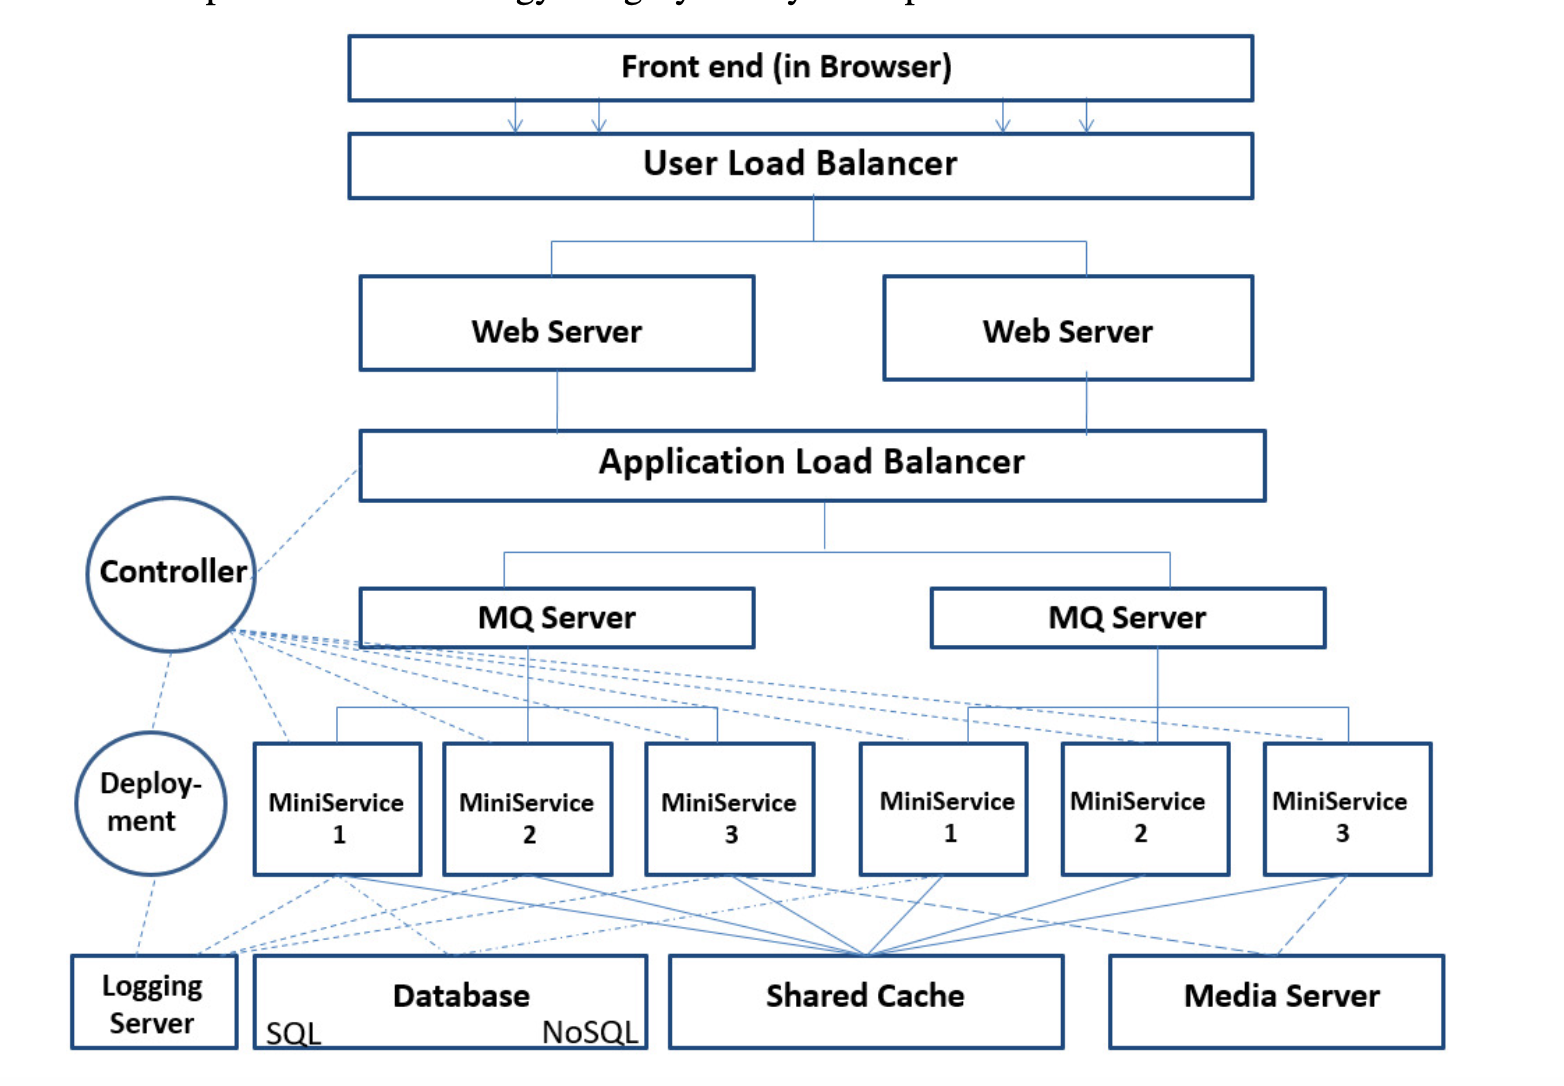 Front end (in Browser)
User Load Balancer
Web Server
Web Server
Application Load Balancer
Controller
MQ Server
MQ Server
Deploy-
ment
MiniService
1
MiniService
2
MiniService
3
MiniService
1
MiniService
2
MiniService
3
Logging
Server
Database
SQL
NoSQL
Shared Cache
Media Server